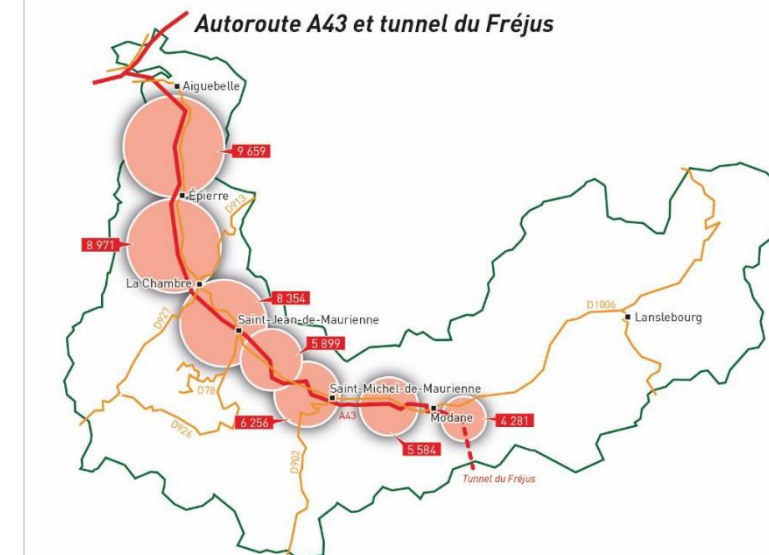 Autoroute A43 et tunnel du Fréjus
Aiguebelle
9 659
Épierre
D913
8 971
La Chambre
8 354
D1006
D927
Saint-Jean-de-Maurienne
Lanslebourg
5 899
D78
Saint-Michel-de-Maurienne
A43
Modane
4 281
6 256
D926
5 584
D902
Tunnel du Fréjus